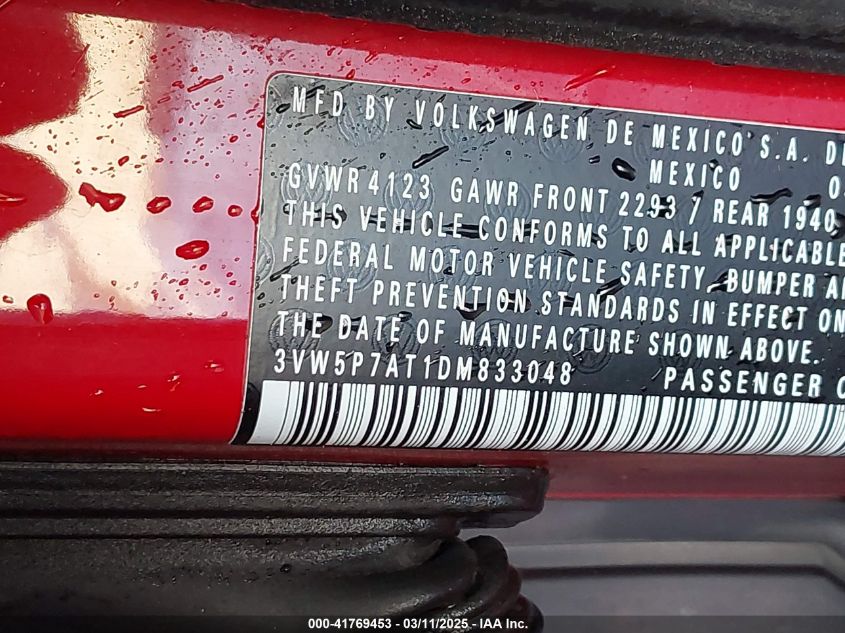 MFD BY VOLKSWAGEN DE MEXICO S.A. DE
MEXICO
GVWR 4123 GAWR FRONT 2293 / REAR 1940
THIS VEHICLE CONFORMS TO ALL APPLICABLE
FEDERAL MOTOR VEHICLE SAFETY, BUMPER
THEFT PREVENTION STANDARDS IN EFFECT ON
THE DATE OF MANUFACTURE SHOWN ABOVE.
3VW5P7AT1DM833048 PASSENGER
000-41769453 - 03/11/2025 - IAA Inc.